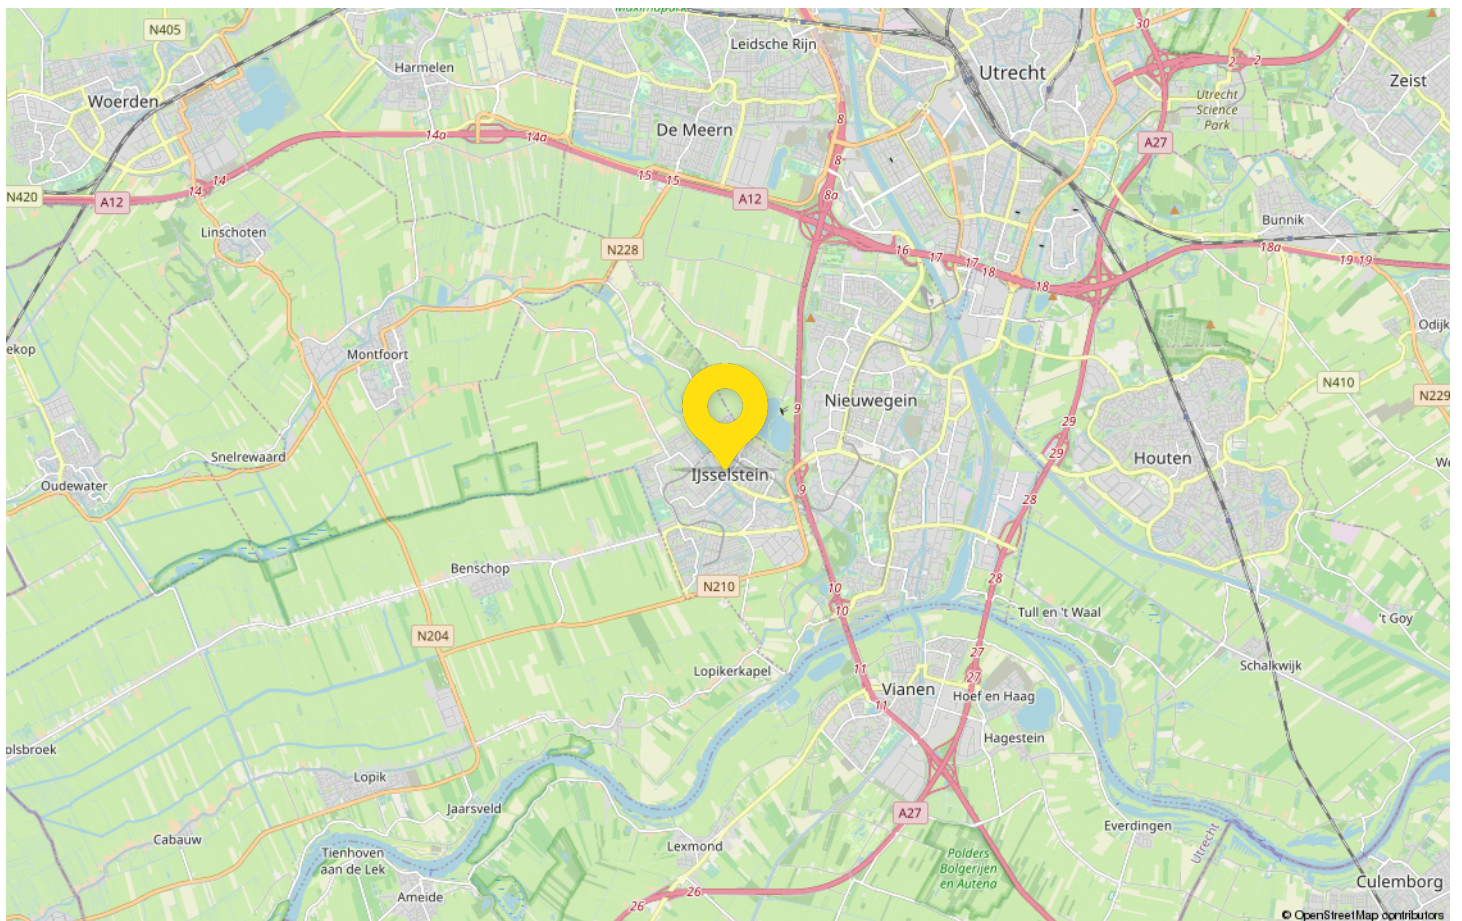 Maximapark
30
N405
Leidsche Rijn
Harmelen
2
2
Utrecht
Zeist
Woerden
Utrecht
Science
Park
8
De Meern
14a
14a
A27
8
15
15
14
14
N420
A12
A12
8a
Bunnik
Linschoten
N228
16
17
17
18
18a
18
19
19
Odijk
ekop
Montfoort
N410
N229
Nieuwegein
9
29
29
Snelrewaard
Houten
We
Oudewater
IJsselstein
9
28
Benschop
28
N210
10
10
Tull en 't Waal
't Goy
N204
27
Lopikerkapel
11
27
Schalkwijk
Vianen
Hoef en Haag
11
Hagestein
olsbroek
Lopik
Jaarsveld
A27
Everdingen
Cabauw
Lexmond
Utrecht
Tienhoven
aan de Lek
Polders
Bolgerijen
en Autena
Ameide
26
26
Culemborg
© OpenStreetMap contributors